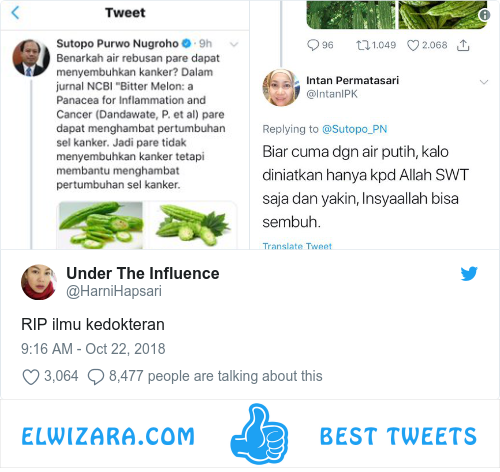 Tweet
Sutopo Purwo Nugroho · 9h
Benarkah air rebusan pare dapat
menyembuhkan kanker? Dalam
jurnal NCBI "Bitter Melon: a
Panacea for Inflammation and
Cancer (Dandawate, P. et al) pare
dapat menghambat pertumbuhan
sel kanker. Jadi pare tidak
menyembuhkan kanker tetapi
membantu menghambat
pertumbuhan sel kanker.
96 1.049 2.068
Intan Permatasari
@IntanIPK
Replying to @Sutopo_PN
Biar cuma dgn air putih, kalo
diniatkan hanya kpd Allah SWT
saja dan yakin, Insyaallah bisa
sembuh.
Translate Tweet
Under The Influence
@HarniHapsari
RIP ilmu kedokteran
9:16 AM - Oct 22, 2018
3,064 8,477 people are talking about this
ELWIZARA.COM BEST TWEETS